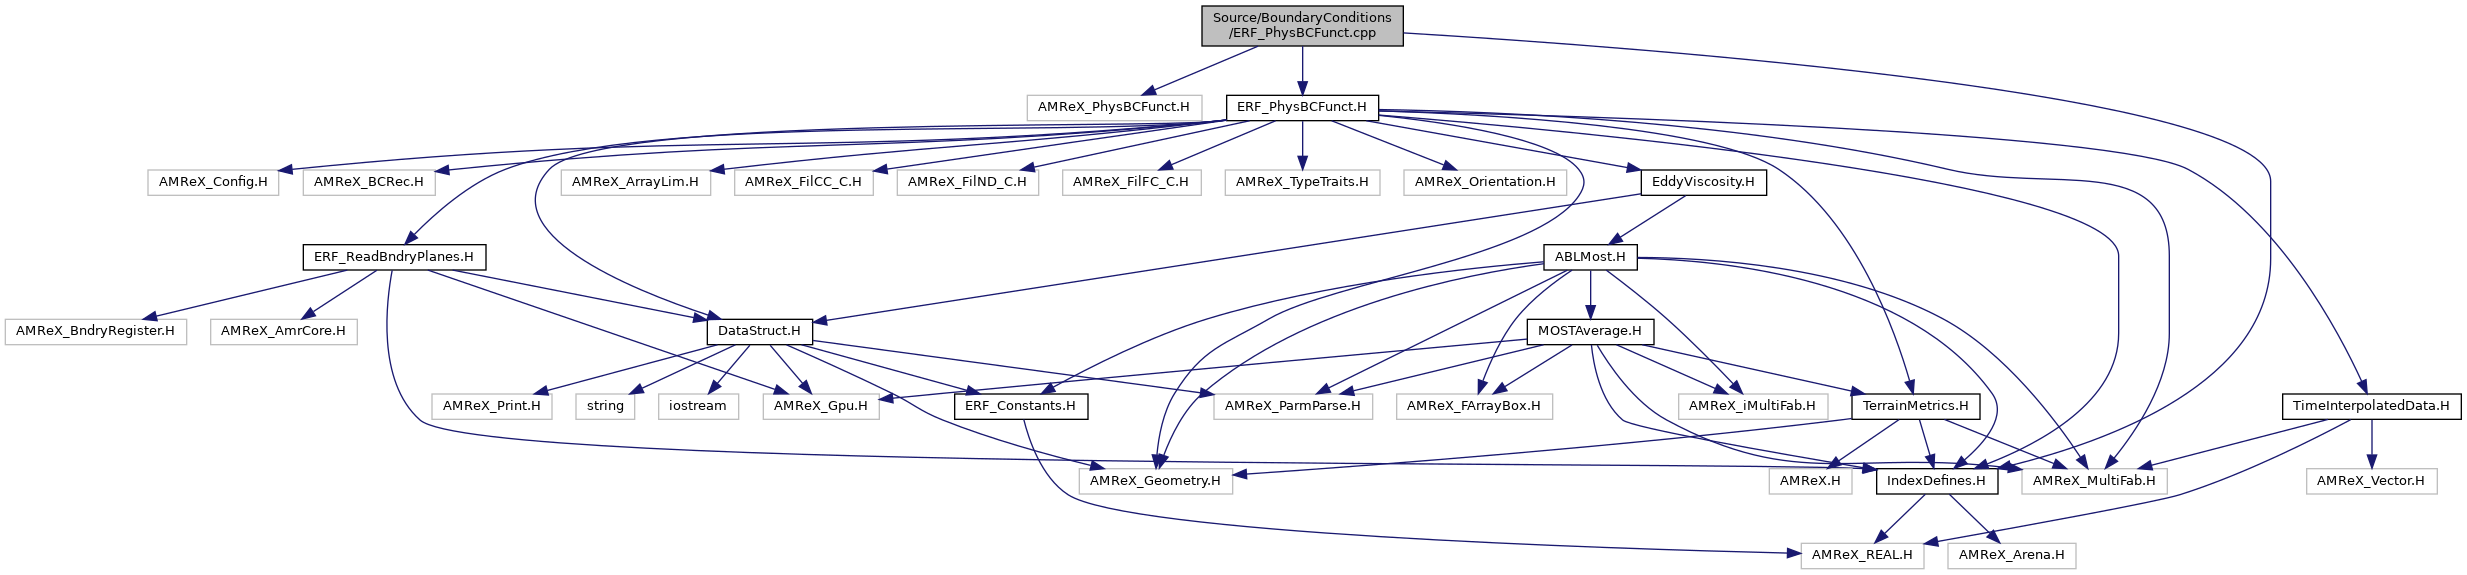 Source/BoundaryConditions
/ERF_PhysBCFunct.cpp
AMReX_PhysBCFunct.H
ERF_PhysBCFunct.H
AMReX_Config.H
AMReX_BCRec.H
AMReX_ArrayLim.H
AMReX_FilCC_C.H
AMReX_FilND_C.H
AMReX_FilFC_C.H
AMReX_TypeTraits.H
AMReX_Orientation.H
EddyViscosity.H
ERF_ReadBndryPlanes.H
ABLMost.H
AMReX_BndryRegister.H
AMReX_AmrCore.H
DataStruct.H
MOSTAverage.H
AMReX_Print.H
string
iostream
AMReX_Gpu.H
ERF_Constants.H
AMReX_ParmParse.H
AMReX_FArrayBox.H
AMReX_iMultiFab.H
TerrainMetrics.H
TimeInterpolatedData.H
AMReX_Geometry.H
AMReX.H
IndexDefines.H
AMReX_MultiFab.H
AMReX_Vector.H
AMReX_REAL.H
AMReX_Arena.H